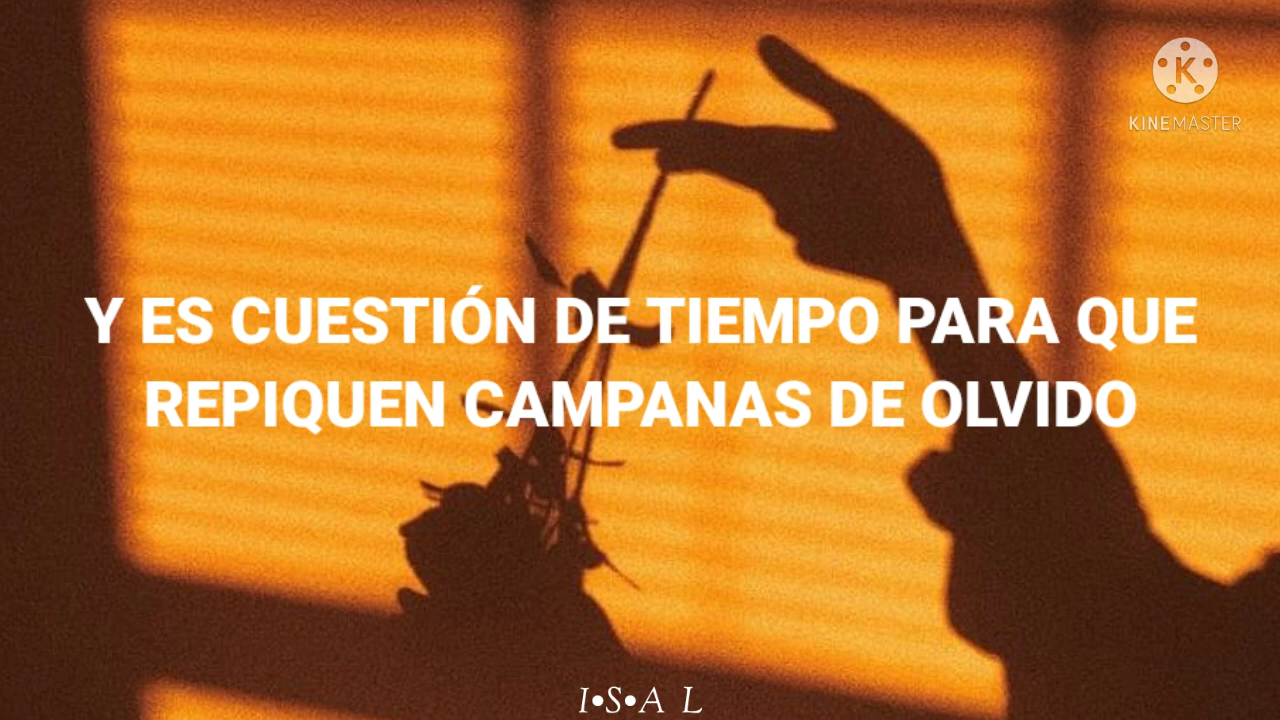 K
KINEMASTER
Y ES CUESTIÓN DE TIEMPO PARA QUE
REPIQUEN CAMPANAS DE OLVIDO
I•S•A L